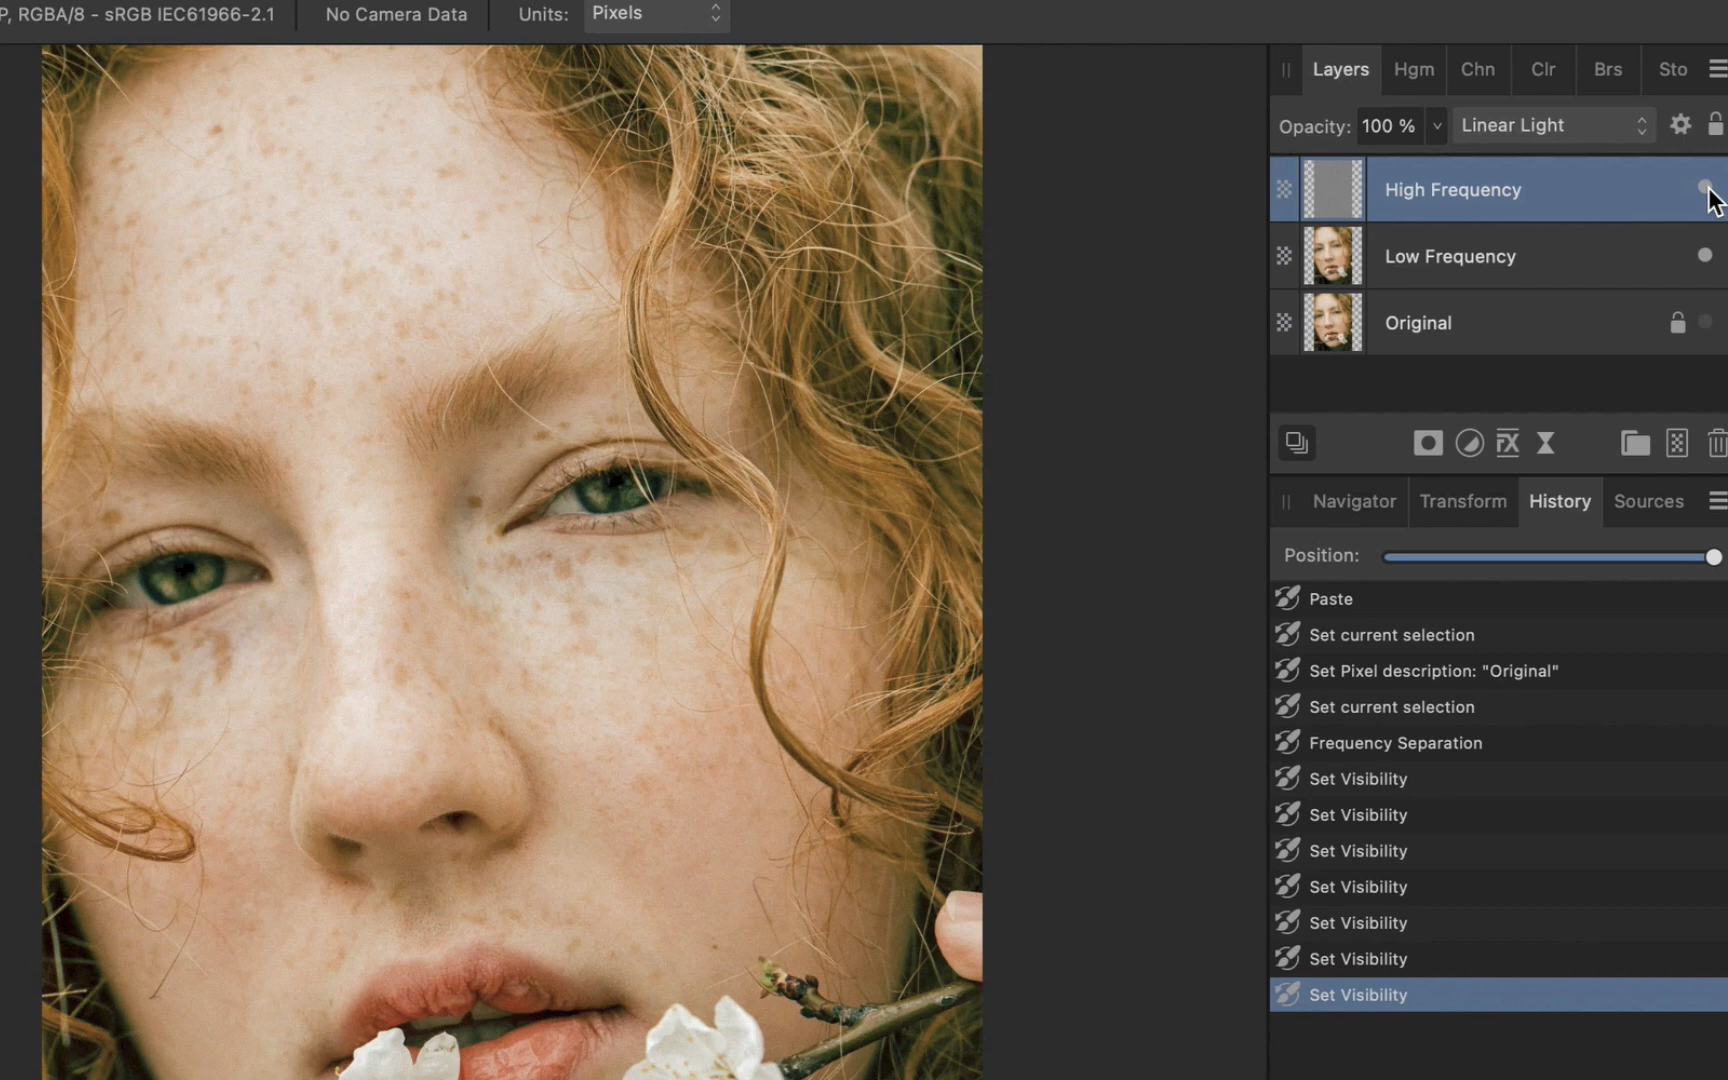 P, RGBA/8 - sRGB IEC61966-2.1 No Camera Data Units: Pixels
Layers Hgm Chn Clr Brs Sto
Opacity: 100 % Linear Light
High Frequency
Low Frequency
Original
FX
Navigator Transform History Sources
Position:
Paste
Set current selection
Set Pixel description: "Original"
Set current selection
Frequency Separation
Set Visibility
Set Visibility
Set Visibility
Set Visibility
Set Visibility
Set Visibility
Set Visibility